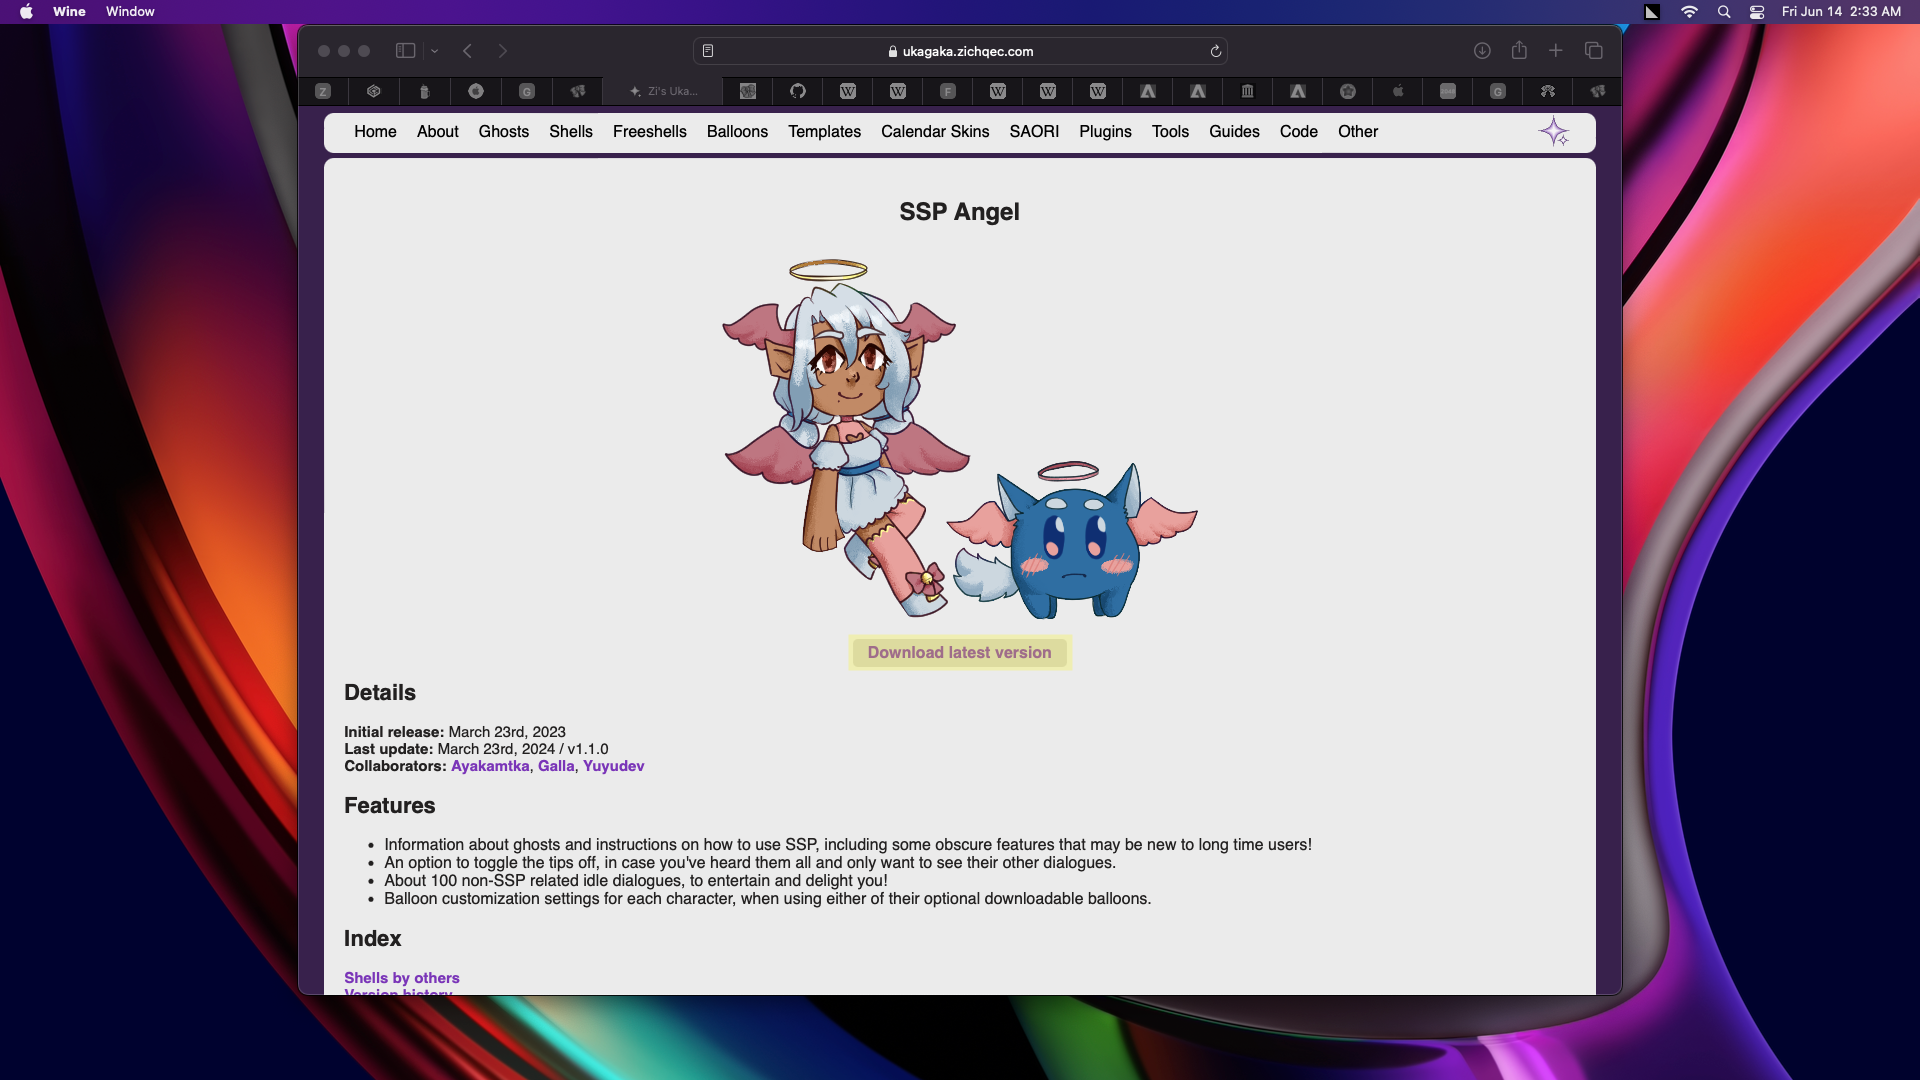 Wine Window Fri Jun 14 2:33 AM
ukagaka.zichqec.com
Z G Zi's Uka... W W F W W W G
Home About Ghosts Shells Freeshells Balloons Templates Calendar Skins SAORI Plugins Tools Guides Code Other
SSP Angel
Download latest version
Details
Initial release: March 23rd, 2023
Last update: March 23rd, 2024 / v1.1.0
Collaborators: Ayakamtka, Galla, Yuyudev
Features
• Information about ghosts and instructions on how to use SSP, including some obscure features that may be new to long time users!
• An option to toggle the tips off, in case you've heard them all and only want to see their other dialogues.
• About 100 non-SSP related idle dialogues, to entertain and delight you!
• Balloon customization settings for each character, when using either of their optional downloadable balloons.
Index
Shells by others
Version history